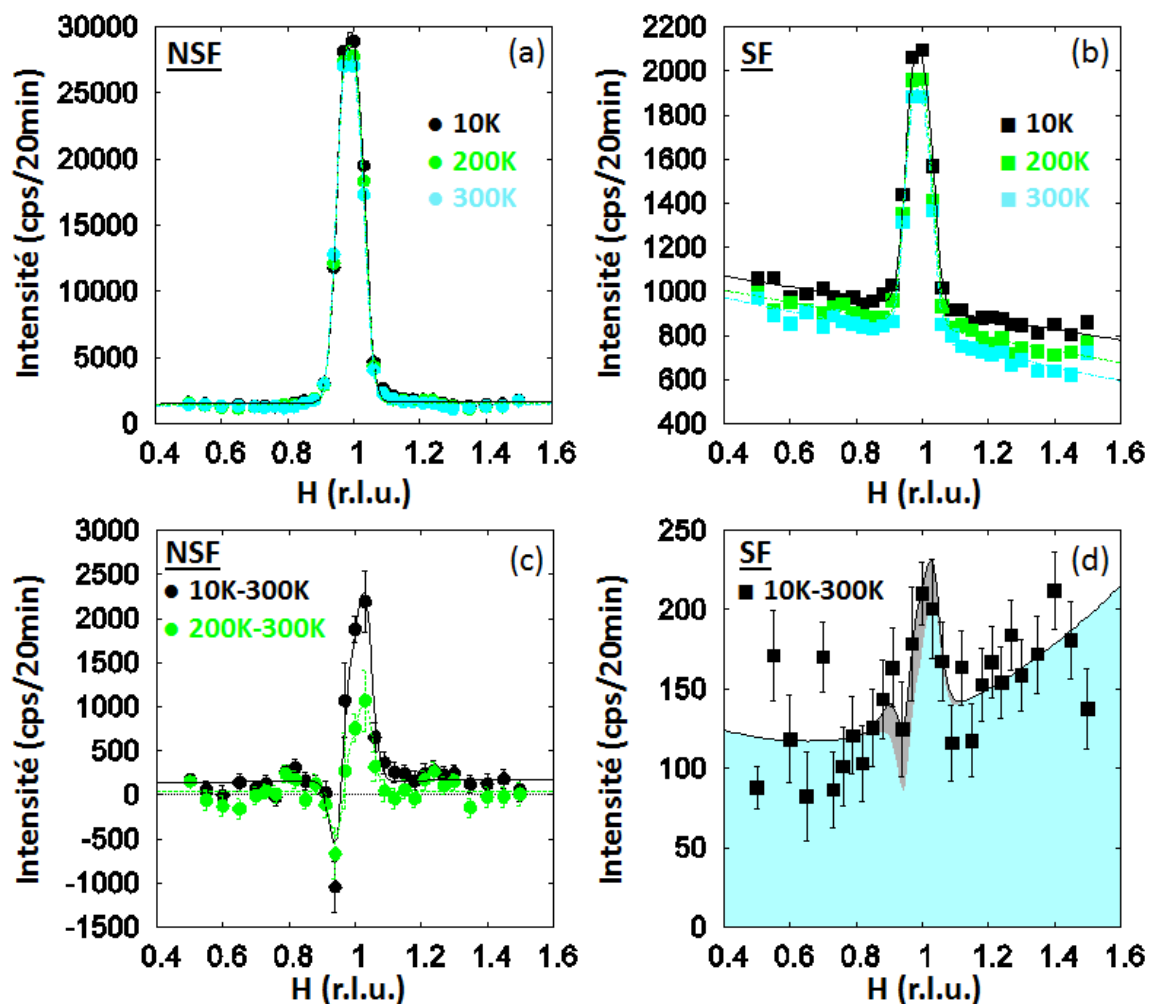 NSF
(a)
10K
200K
300K
30000
25000
20000
15000
10000
5000
0
0.4 0.6 0.8 1 1.2 1.4 1.6
Intensité (cps/20min)
H (r.l.u.)
SF
(b)
10K
200K
300K
2200
2000
1800
1600
1400
1200
1000
800
600
400
0.4 0.6 0.8 1 1.2 1.4 1.6
Intensité (cps/20min)
H (r.l.u.)
NSF
(c)
10K-300K
200K-300K
3000
2500
2000
1500
1000
500
0
-500
-1000
-1500
0.4 0.6 0.8 1 1.2 1.4 1.6
Intensité (cps/20min)
H (r.l.u.)
SF
(d)
10K-300K
250
200
150
100
50
0
0.4 0.6 0.8 1 1.2 1.4 1.6
Intensité (cps/20min)
H (r.l.u.)